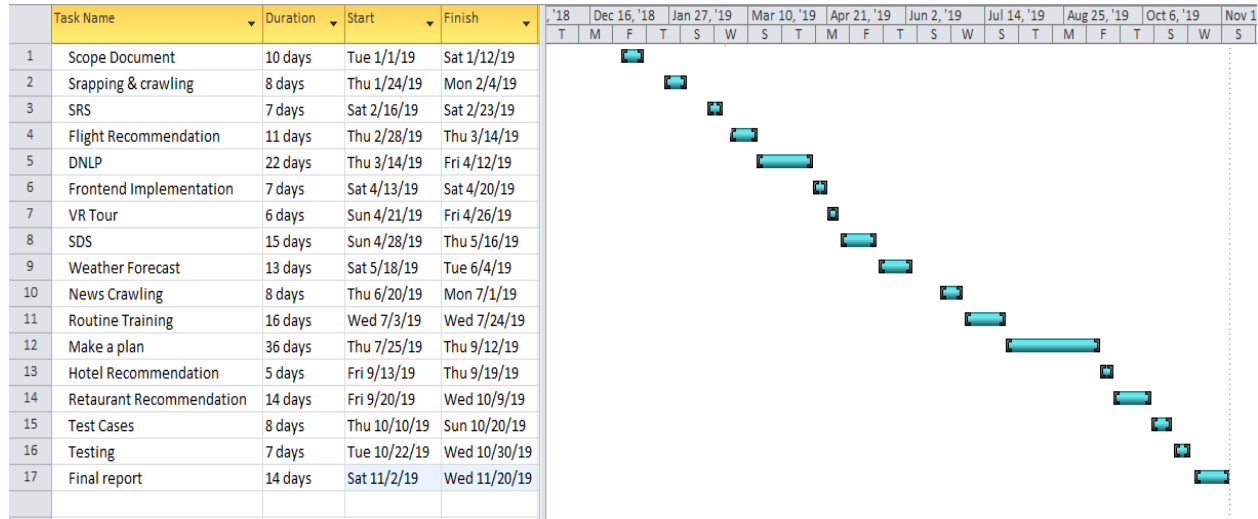 Task Name Duration Start Finish , '18 Dec 16, '18 Jan 27, '19 Mar 10, '19 Apr 21, '19 Jun 2, '19 Jul 14, '19 Aug 25, '19 Oct 6, '19 Nov 1
T M F T S W S T M F T S W S T M F T S W S
1 Scope Document 10 days Tue 1/1/19 Sat 1/12/19
2 Srapping & crawling 8 days Thu 1/24/19 Mon 2/4/19
3 SRS 7 days Sat 2/16/19 Sat 2/23/19
4 Flight Recommendation 11 days Thu 2/28/19 Thu 3/14/19
5 DNLP 22 days Thu 3/14/19 Fri 4/12/19
6 Frontend Implementation 7 days Sat 4/13/19 Sat 4/20/19
7 VR Tour 6 days Sun 4/21/19 Fri 4/26/19
8 SDS 15 days Sun 4/28/19 Thu 5/16/19
9 Weather Forecast 13 days Sat 5/18/19 Tue 6/4/19
10 News Crawling 8 days Thu 6/20/19 Mon 7/1/19
11 Routine Training 16 days Wed 7/3/19 Wed 7/24/19
12 Make a plan 36 days Thu 7/25/19 Thu 9/12/19
13 Hotel Recommendation 5 days Fri 9/13/19 Thu 9/19/19
14 Retaurant Recommendation 14 days Fri 9/20/19 Wed 10/9/19
15 Test Cases 8 days Thu 10/10/19 Sun 10/20/19
16 Testing 7 days Tue 10/22/19 Wed 10/30/19
17 Final report 14 days Sat 11/2/19 Wed 11/20/19